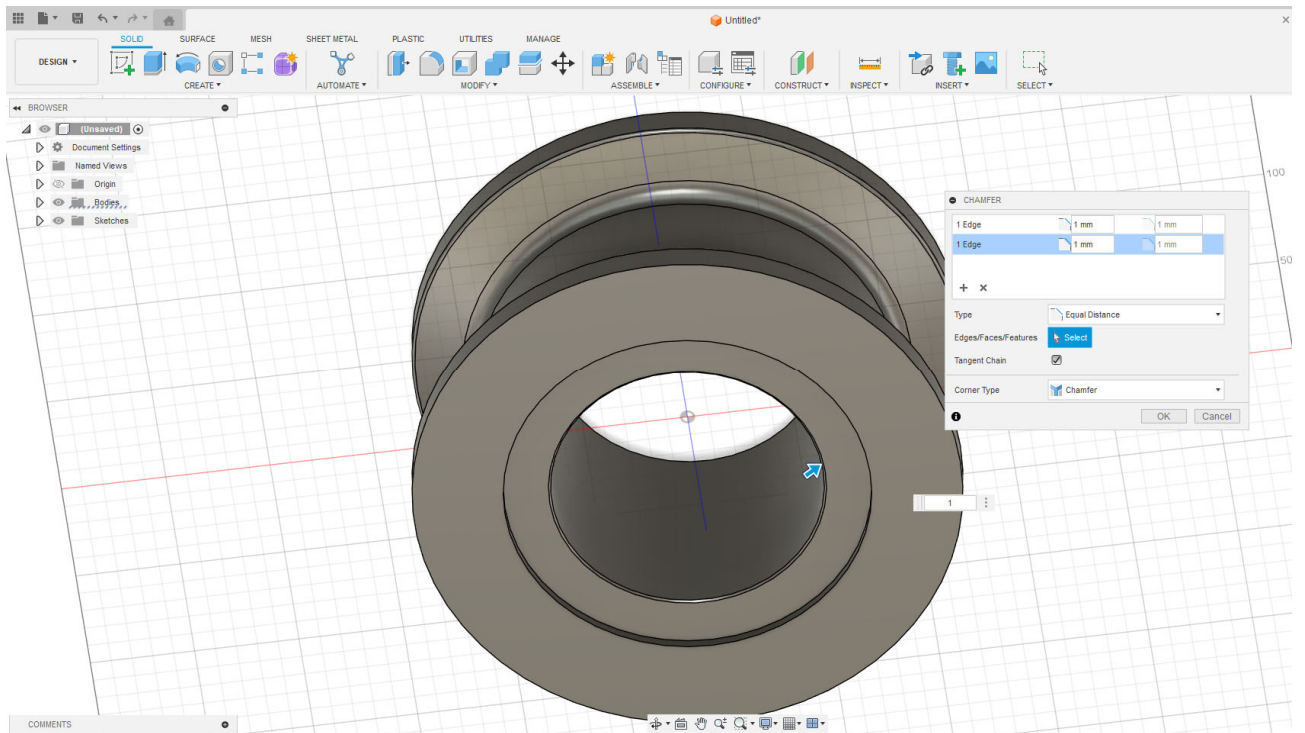 Untitled*
SOLID SURFACE MESH SHEET METAL PLASTIC UTILITIES MANAGE
DESIGN
CREATE AUTOMATE MODIFY ASSEMBLE CONFIGURE CONSTRUCT INSPECT INSERT SELECT
BROWSER
(Unsaved)
Document Settings
Named Views
Origin
Bodies
Sketches
100
50
CHAMFER
1 Edge 1 mm 1 mm
1 Edge 1 mm 1 mm
Type Equal Distance
Edges/Faces/Features Select
Tangent Chain
Corner Type Chamfer
OK Cancel
1
COMMENTS